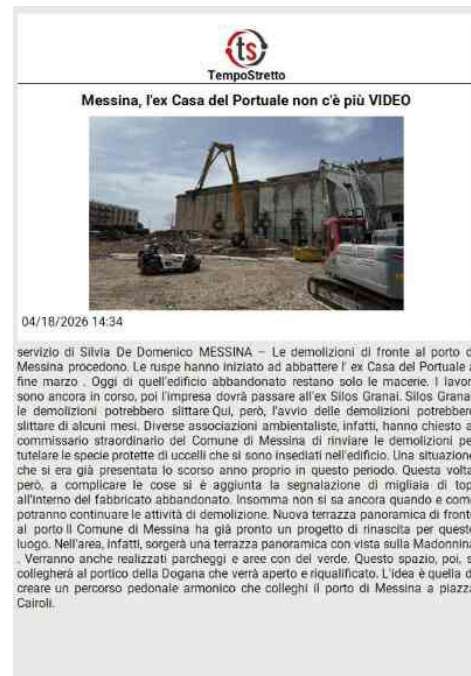 ts
TempoStretto
Messina, l'ex Casa del Portuale non c'è più VIDEO
04/18/2026 14:34
servizio di Silvia De Domenico MESSINA – Le demolizioni di fronte al porto d
Messina procedono. Le ruspe hanno iniziato ad abbattere l' ex Casa del Portuale a
fine marzo . Oggi di quell'edificio abbandonato restano solo le macerie. I lavor
sono ancora in corso, poi l'impresa dovrà passare all'ex Silos Granai. Silos Grana
le demolizioni potrebbero slittare Qui, però, l'avvio delle demolizioni potrebbe
slittare di alcuni mesi. Diverse associazioni ambientaliste, infatti, hanno chiesto a
commissario straordinario del Comune di Messina di rinviare le demolizioni pe
tutelare le specie protette di uccelli che si sono insediati nell'edificio. Una situazione
che si era già presentata lo scorso anno proprio in questo periodo. Questa volta
però, a complicare le cose si è aggiunta la segnalazione di migliaia di top
all'interno del fabbricato abbandonato. Insomma non si sa ancora quando e com
potranno continuare le attività di demolizione. Nuova terrazza panoramica di fronte
al porto Il Comune di Messina ha già pronto un progetto di rinascita per queste
luogo. Nell'area, infatti, sorgerà una terrazza panoramica con vista sulla Madonnina
. Verranno anche realizzati parcheggi e aree con del verde. Questo spazio, poi, s
collegherà al portico della Dogana che verrà aperto e riqualificato. L'idea è quella d
creare un percorso pedonale armonico che colleghi il porto di Messina a piazza
Cairoli.